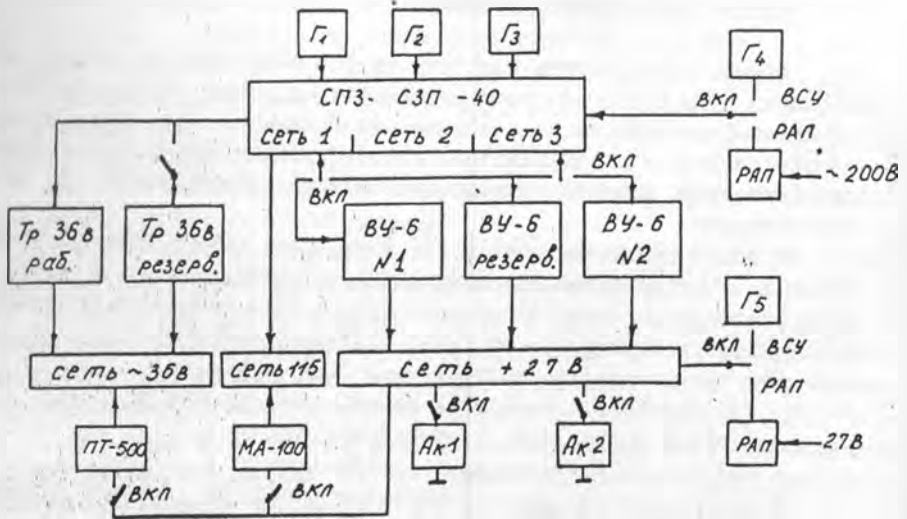 Г1
Г2
Г3
Г4
СПЗ- СЗП -40
ВКЛ
ВСУ
РАП
сеть 1
сеть 2
сеть 3
РАП
~ 200В
ВКЛ
ВКЛ
Тр 36в
раб.
Тр 36в
резерв.
ВУ-6
N1
ВУ-6
резерв.
ВУ-6
N2
Г5
ВКЛ
ВСУ
сеть ~36в
сеть 115
сеть +27В
РАП
ВКЛ
ВКЛ
ПТ-500
МА-100
Ак1
Ак2
РАП
27В
ВКЛ
ВКЛ